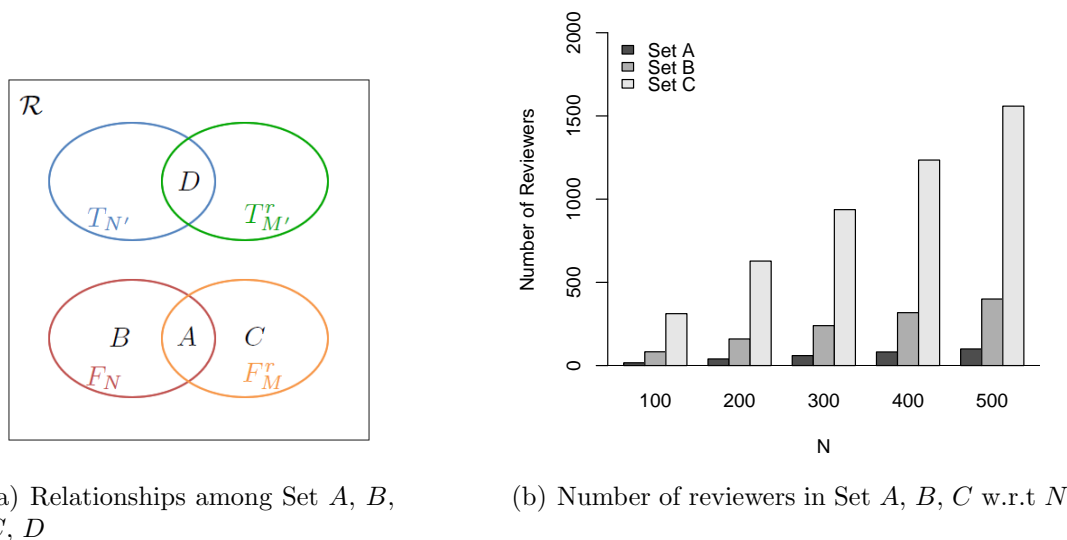 ℛ
D
T_{N'}
T^r_{M'}
B
A
C
F_N
F^r_M
a) Relationships among Set A, B,
C, D
2000
1500
1000
500
0
Number of Reviewers
Set A
Set B
Set C
100 200 300 400 500
N
(b) Number of reviewers in Set A, B, C w.r.t N